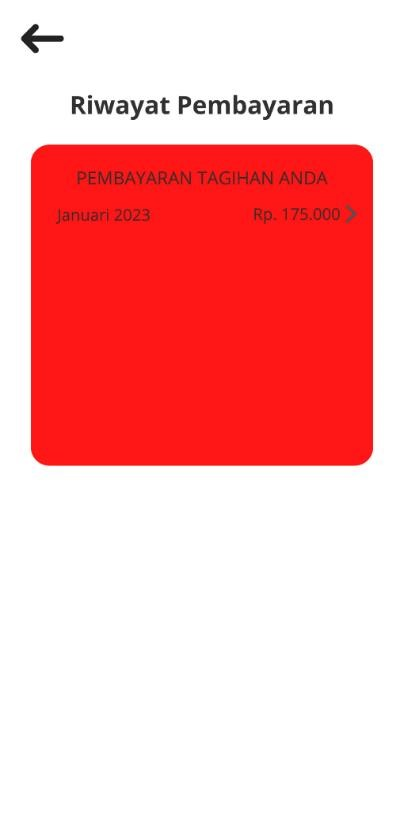 Riwayat Pembayaran
PEMBAYARAN TAGIHAN ANDA
Januari 2023 Rp. 175.000